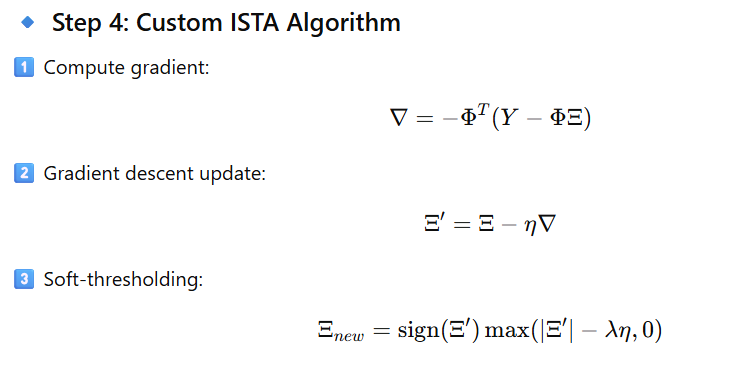 🔹 Step 4: Custom ISTA Algorithm
1️⃣ Compute gradient:
∇ = −Φ^T(Y − ΦΞ)
2️⃣ Gradient descent update:
Ξ′ = Ξ − η∇
3️⃣ Soft-thresholding:
Ξ_new = sign(Ξ′) max(|Ξ′| − λη, 0)